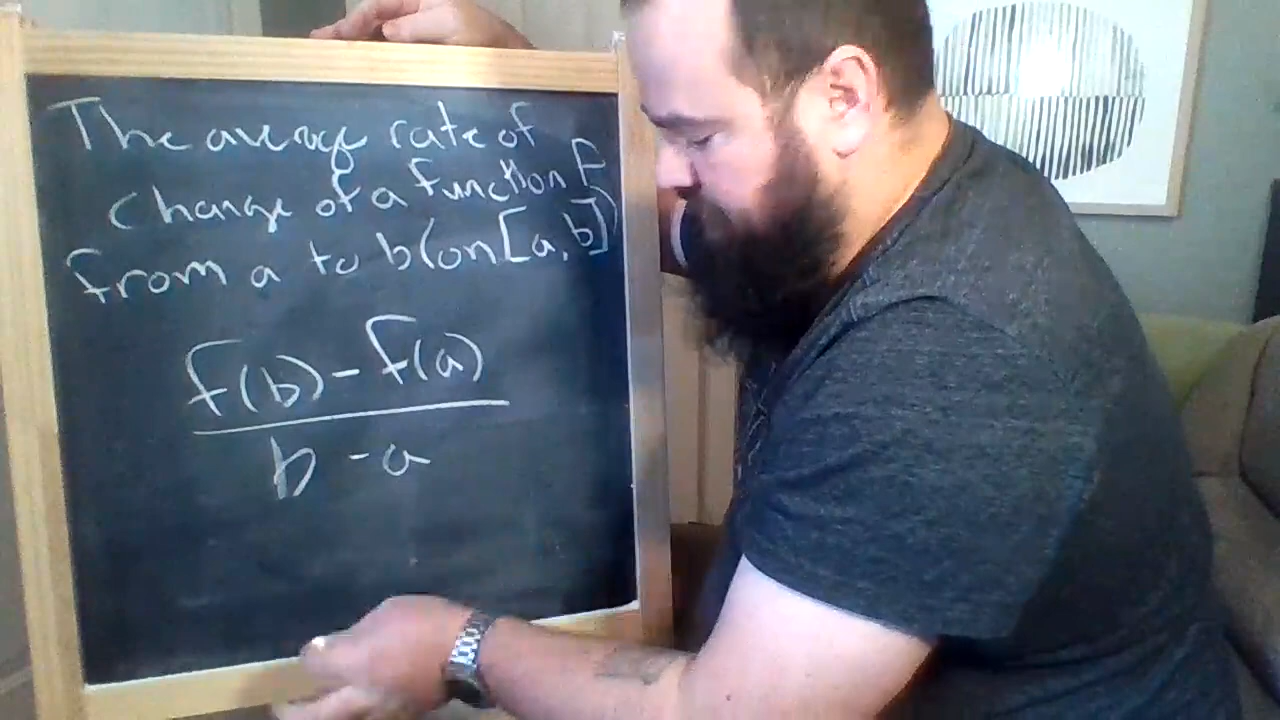 The average rate of
change of a function f
from a to b (on [a, b])
f(b) - f(a)
b - a